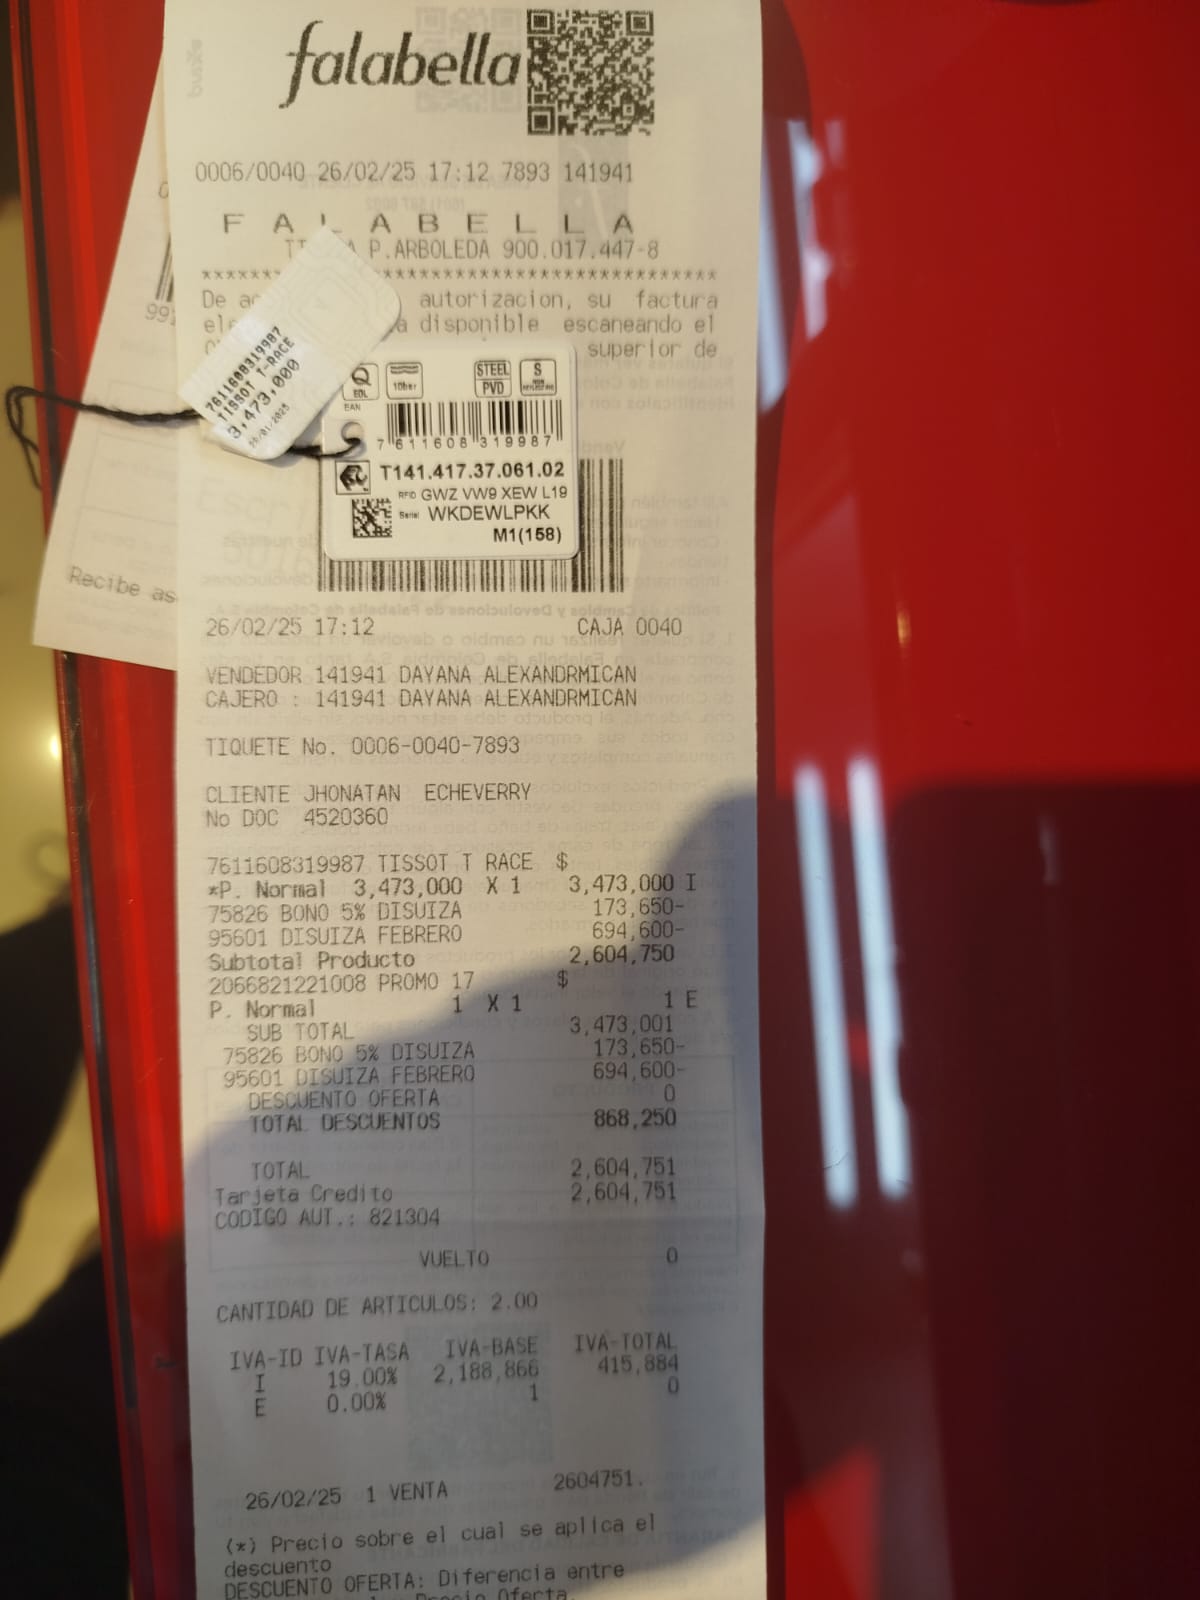 falabella
0006/0040 26/02/25 17:12 7893 141941
F A L A B E L L A
P.ARBOLEDA 900.017.447-8
****************************************
De autorizacion, su factura
disponible escaneando el
superior de
7611608319987
TISSOT T-RACE
3,473,000
Q
EOL
10bar
STEEL
PVD
S
EAN
7 611608 319987
T141.417.37.061.02
RFID GWZ VW9 XEW L19
Serial WKDEWLPKK
M1(158)
Recibe as
26/02/25 17:12 CAJA 0040
VENDEDOR 141941 DAYANA ALEXANDRMICAN
CAJERO : 141941 DAYANA ALEXANDRMICAN
TIQUETE No. 0006-0040-7893
CLIENTE JHONATAN ECHEVERRY
No DOC 4520360
7611608319987 TISSOT T RACE $
*P. Normal 3,473,000 X 1 3,473,000 I
75826 BONO 5% DISUIZA 173,650-
95601 DISUIZA FEBRERO 694,600-
Subtotal Producto 2,604,750
2066821221008 PROMO 17 $
P. Normal 1 X 1 1 E
SUB TOTAL 3,473,001
75826 BONO 5% DISUIZA 173,650-
95601 DISUIZA FEBRERO 694,600-
DESCUENTO OFERTA 0
TOTAL DESCUENTOS 868,250
TOTAL 2,604,751
Tarjeta Credito 2,604,751
CODIGO AUT.: 821304
VUELTO 0
CANTIDAD DE ARTICULOS: 2.00
IVA-ID IVA-TASA IVA-BASE IVA-TOTAL
I 19.00% 2,188,866 415,884
E 0.00% 1 0
26/02/25 1 VENTA 2604751.
(*) Precio sobre el cual se aplica el
descuento
DESCUENTO OFERTA: Diferencia entre
Precio Oferta.